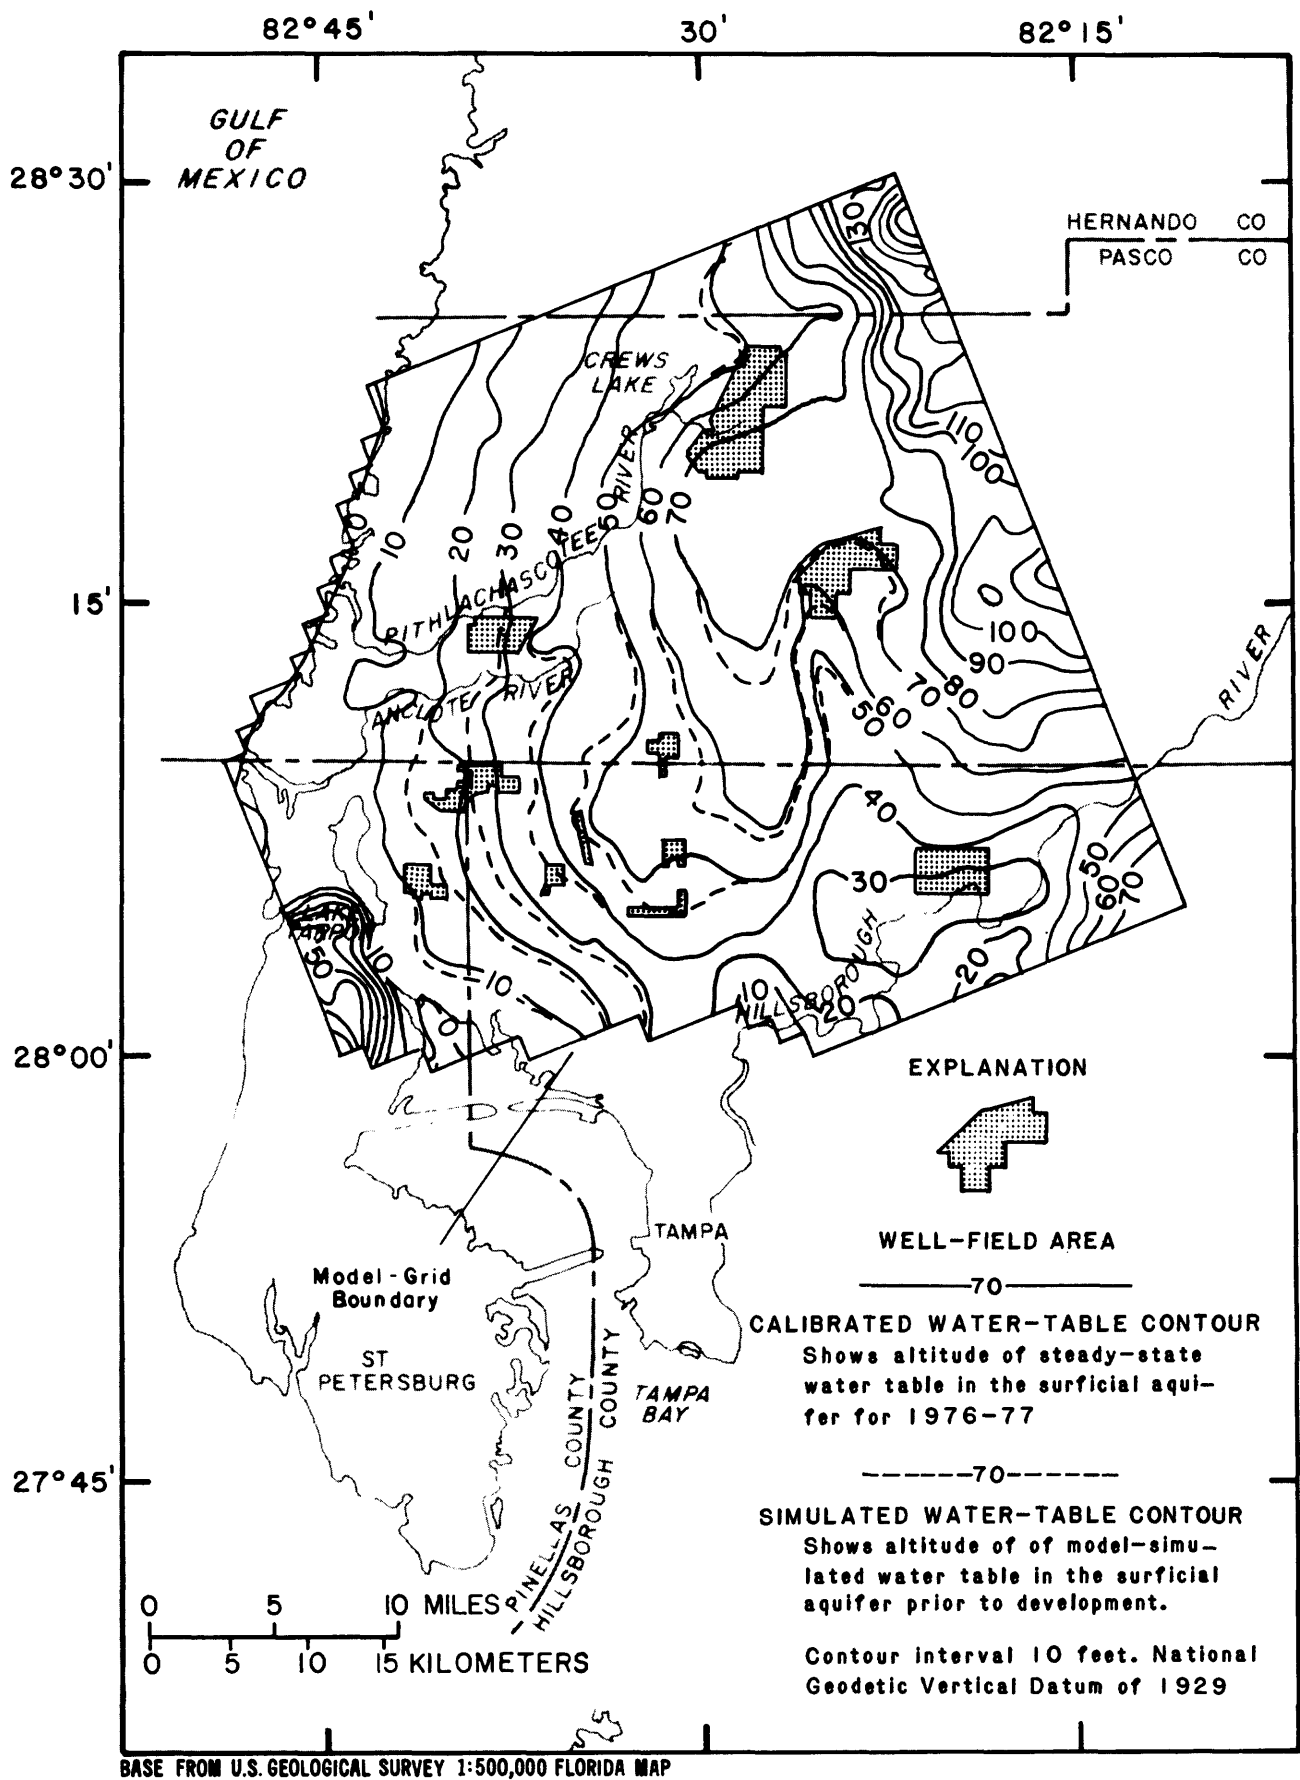 82°45'
30'
82°15'
GULF
OF
MEXICO
28°30'
HERNANDO CO
PASCO CO
130
CREWS
LAKE
110
100
10
20
30
40
50
60
70
RIVER
PITHLACHASCOTEE
0
15'
0
100
90
80
70
60
50
RIVER
ANCLOTE RIVER
40
30
50
60
70
LAKE
TARPON
50
10
10
0
10
20
20
HILLSBOROUGH
28°00'
EXPLANATION
WELL-FIELD AREA
70
CALIBRATED WATER-TABLE CONTOUR
Shows altitude of steady-state
water table in the surficial aqui-
fer for 1976-77
70
SIMULATED WATER-TABLE CONTOUR
Shows altitude of of model-simu-
lated water table in the surficial
aquifer prior to development.
Contour interval 10 feet. National
Geodetic Vertical Datum of 1929
TAMPA
Model-Grid
Boundary
ST
PETERSBURG
TAMPA
BAY
PINELLAS COUNTY
HILLSBOROUGH COUNTY
27°45'
0 5 10 MILES
0 5 10 15 KILOMETERS
BASE FROM U.S. GEOLOGICAL SURVEY 1:500,000 FLORIDA MAP